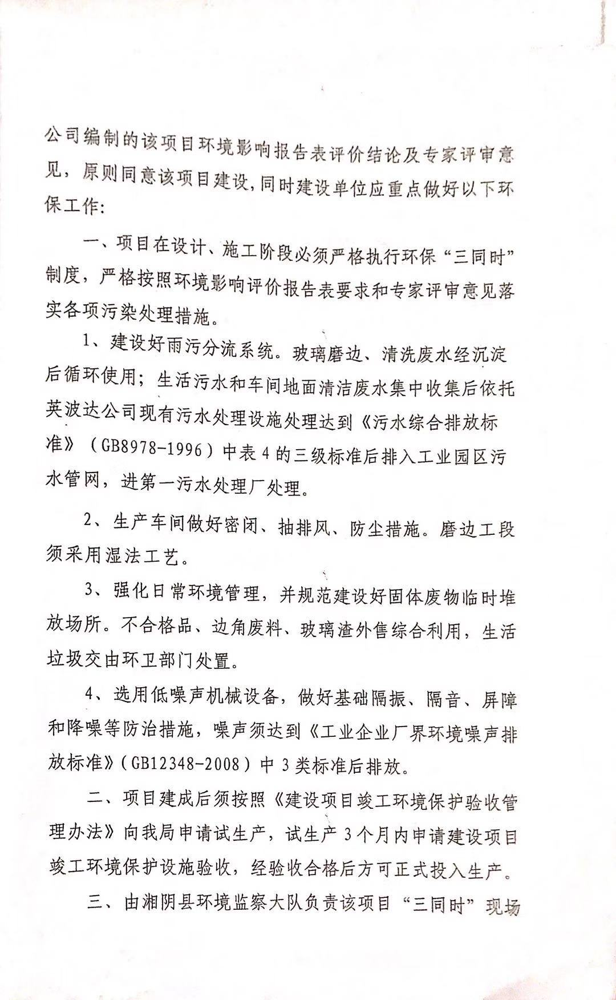 公司编制的该项目环境影响报告表评价结论及专家评审意
见，原则同意该项目建设,同时建设单位应重点做好以下环
保工作:
一、项目在设计、施工阶段必须严格执行环保“三同时”
制度，严格按照环境影响评价报告表要求和专家评审意见落
实各项污染处理措施。
1、建设好雨污分流系统。玻璃磨边、清洗废水经沉淀
后循环使用；生活污水和车间地面清洁废水集中收集后依托
英波达公司现有污水处理设施处理达到《污水综合排放标
准》（GB8978-1996）中表 4 的三级标准后排入工业园区污
水管网，进第一污水处理厂处理。
2、生产车间做好密闭、抽排风、防尘措施。磨边工段
须采用湿法工艺。
3、强化日常环境管理，并规范建设好固体废物临时堆
放场所。不合格品、边角废料、玻璃渣外售综合利用，生活
垃圾交由环卫部门处置。
4、选用低噪声机械设备，做好基础隔振、隔音、屏障
和降噪等防治措施，噪声须达到《工业企业厂界环境噪声排
放标准》（GB12348-2008）中 3 类标准后排放。
二、项目建成后须按照《建设项目竣工环境保护验收管
理办法》向我局申请试生产，试生产 3 个月内申请建设项目
竣工环境保护设施验收，经验收合格后方可正式投入生产。
三、由湘阴县环境监察大队负责该项目“三同时”现场